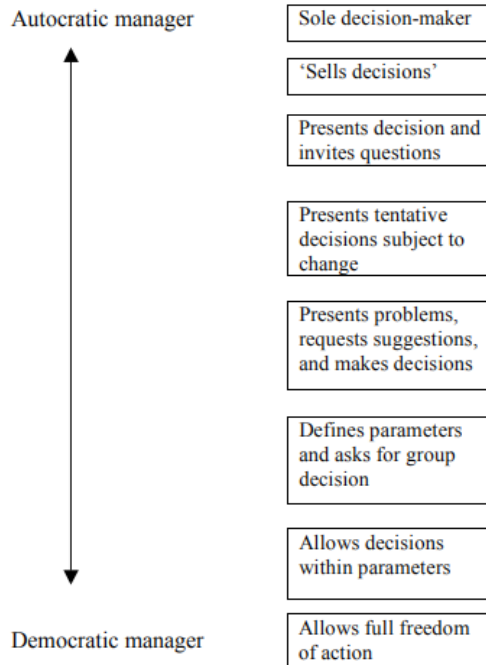 Autocratic manager
Sole decision-maker
‘Sells decisions’
Presents decision and
invites questions
Presents tentative
decisions subject to
change
Presents problems,
requests suggestions,
and makes decisions
Defines parameters
and asks for group
decision
Allows decisions
within parameters
Democratic manager
Allows full freedom
of action